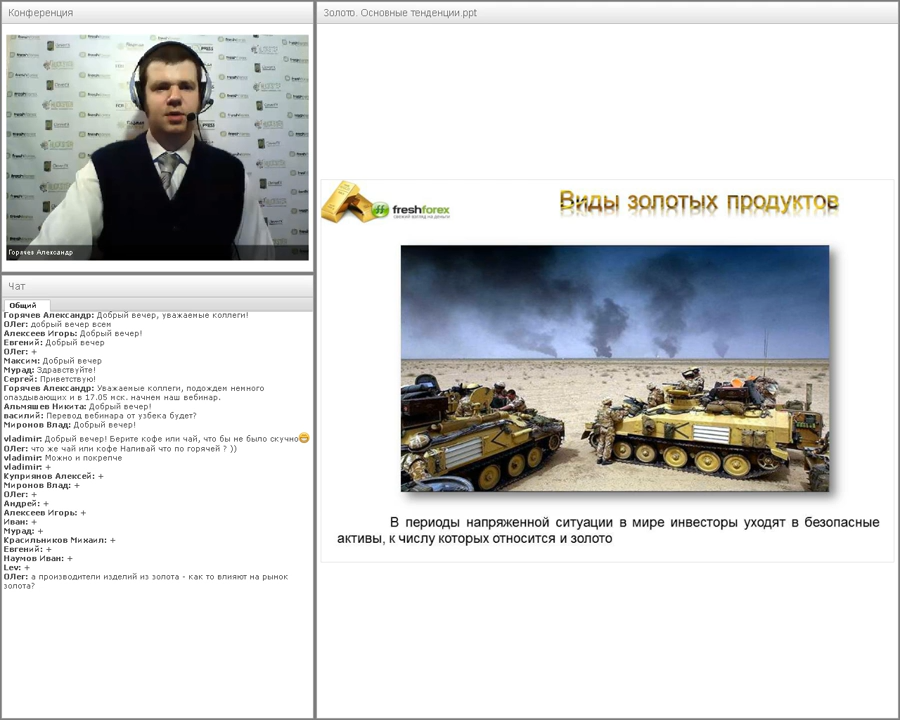 Конференция
Горячев Александр
Чат
Общий
Горячев Александр: Добрый вечер, уважаемые коллеги!
ОЛег: добрый вечер всем
Алексеев Игорь: Добрый вечер!
Евгений: Добрый вечер
ОЛег: +
Максим: Добрый вечер
Мурад: Здравствуйте!
Сергей: Приветствую!
Горячев Александр: Уважаемые коллеги, подождем немного
опаздывающих и в 17.05 мск. начнем наш вебинар.
Альмяшев Никита: Добрый вечер!
василий: Перевод вебинара от узбека будет?
Миронов Влад: Добрый вечер!
vladimir: Добрый вечер! Берите кофе или чай, что бы не было скучно
ОЛег: что же чай или кофе Наливай что по горячей ? ))
vladimir: Можно и покрепче
vladimir: +
Куприянов Алексей: +
Миронов Влад: +
ОЛег: +
Андрей: +
Алексеев Игорь: +
Иван: +
Мурад: +
Красильников Михаил: +
Евгений: +
Наумов Иван: +
Lev: +
ОЛег: а производители изделий из золота - как то влияют на рынок
золота?
Золото. Основные тенденции.ppt
freshforex
свежий взгляд на деньги
Виды золотых продуктов
В периоды напряженной ситуации в мире инвесторы уходят в безопасные
активы, к числу которых относится и золото